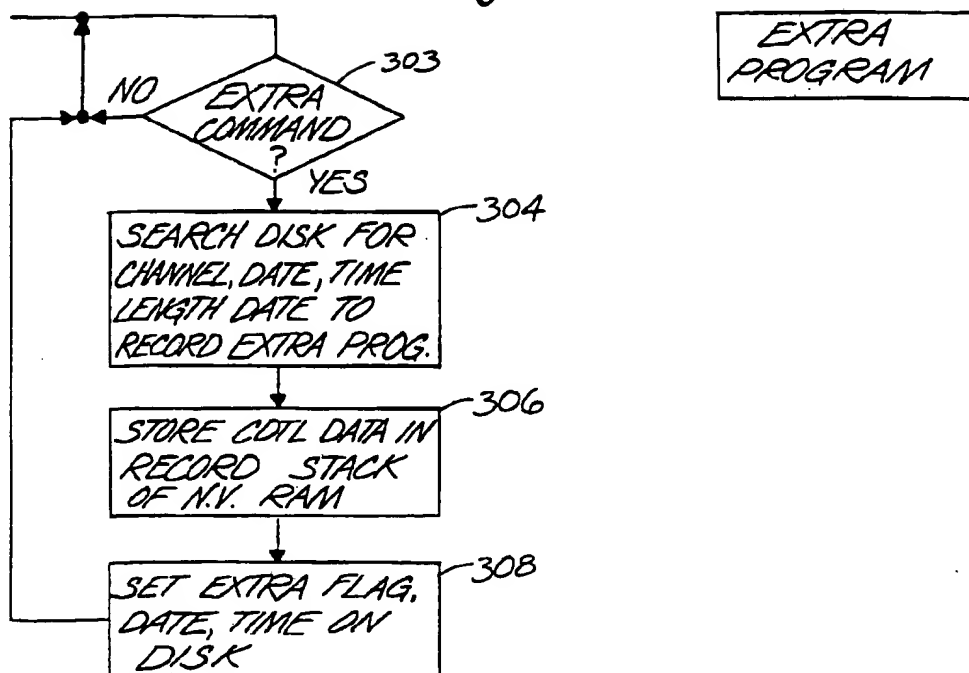 EXTRA
PROGRAM
303
NO
EXTRA
COMMAND
?
YES
304
SEARCH DISK FOR
CHANNEL, DATE, TIME
LENGTH DATE TO
RECORD EXTRA PROG.
306
STORE CDTL DATA IN
RECORD STACK
OF N.V. RAM
308
SET EXTRA FLAG,
DATE, TIME ON
DISK